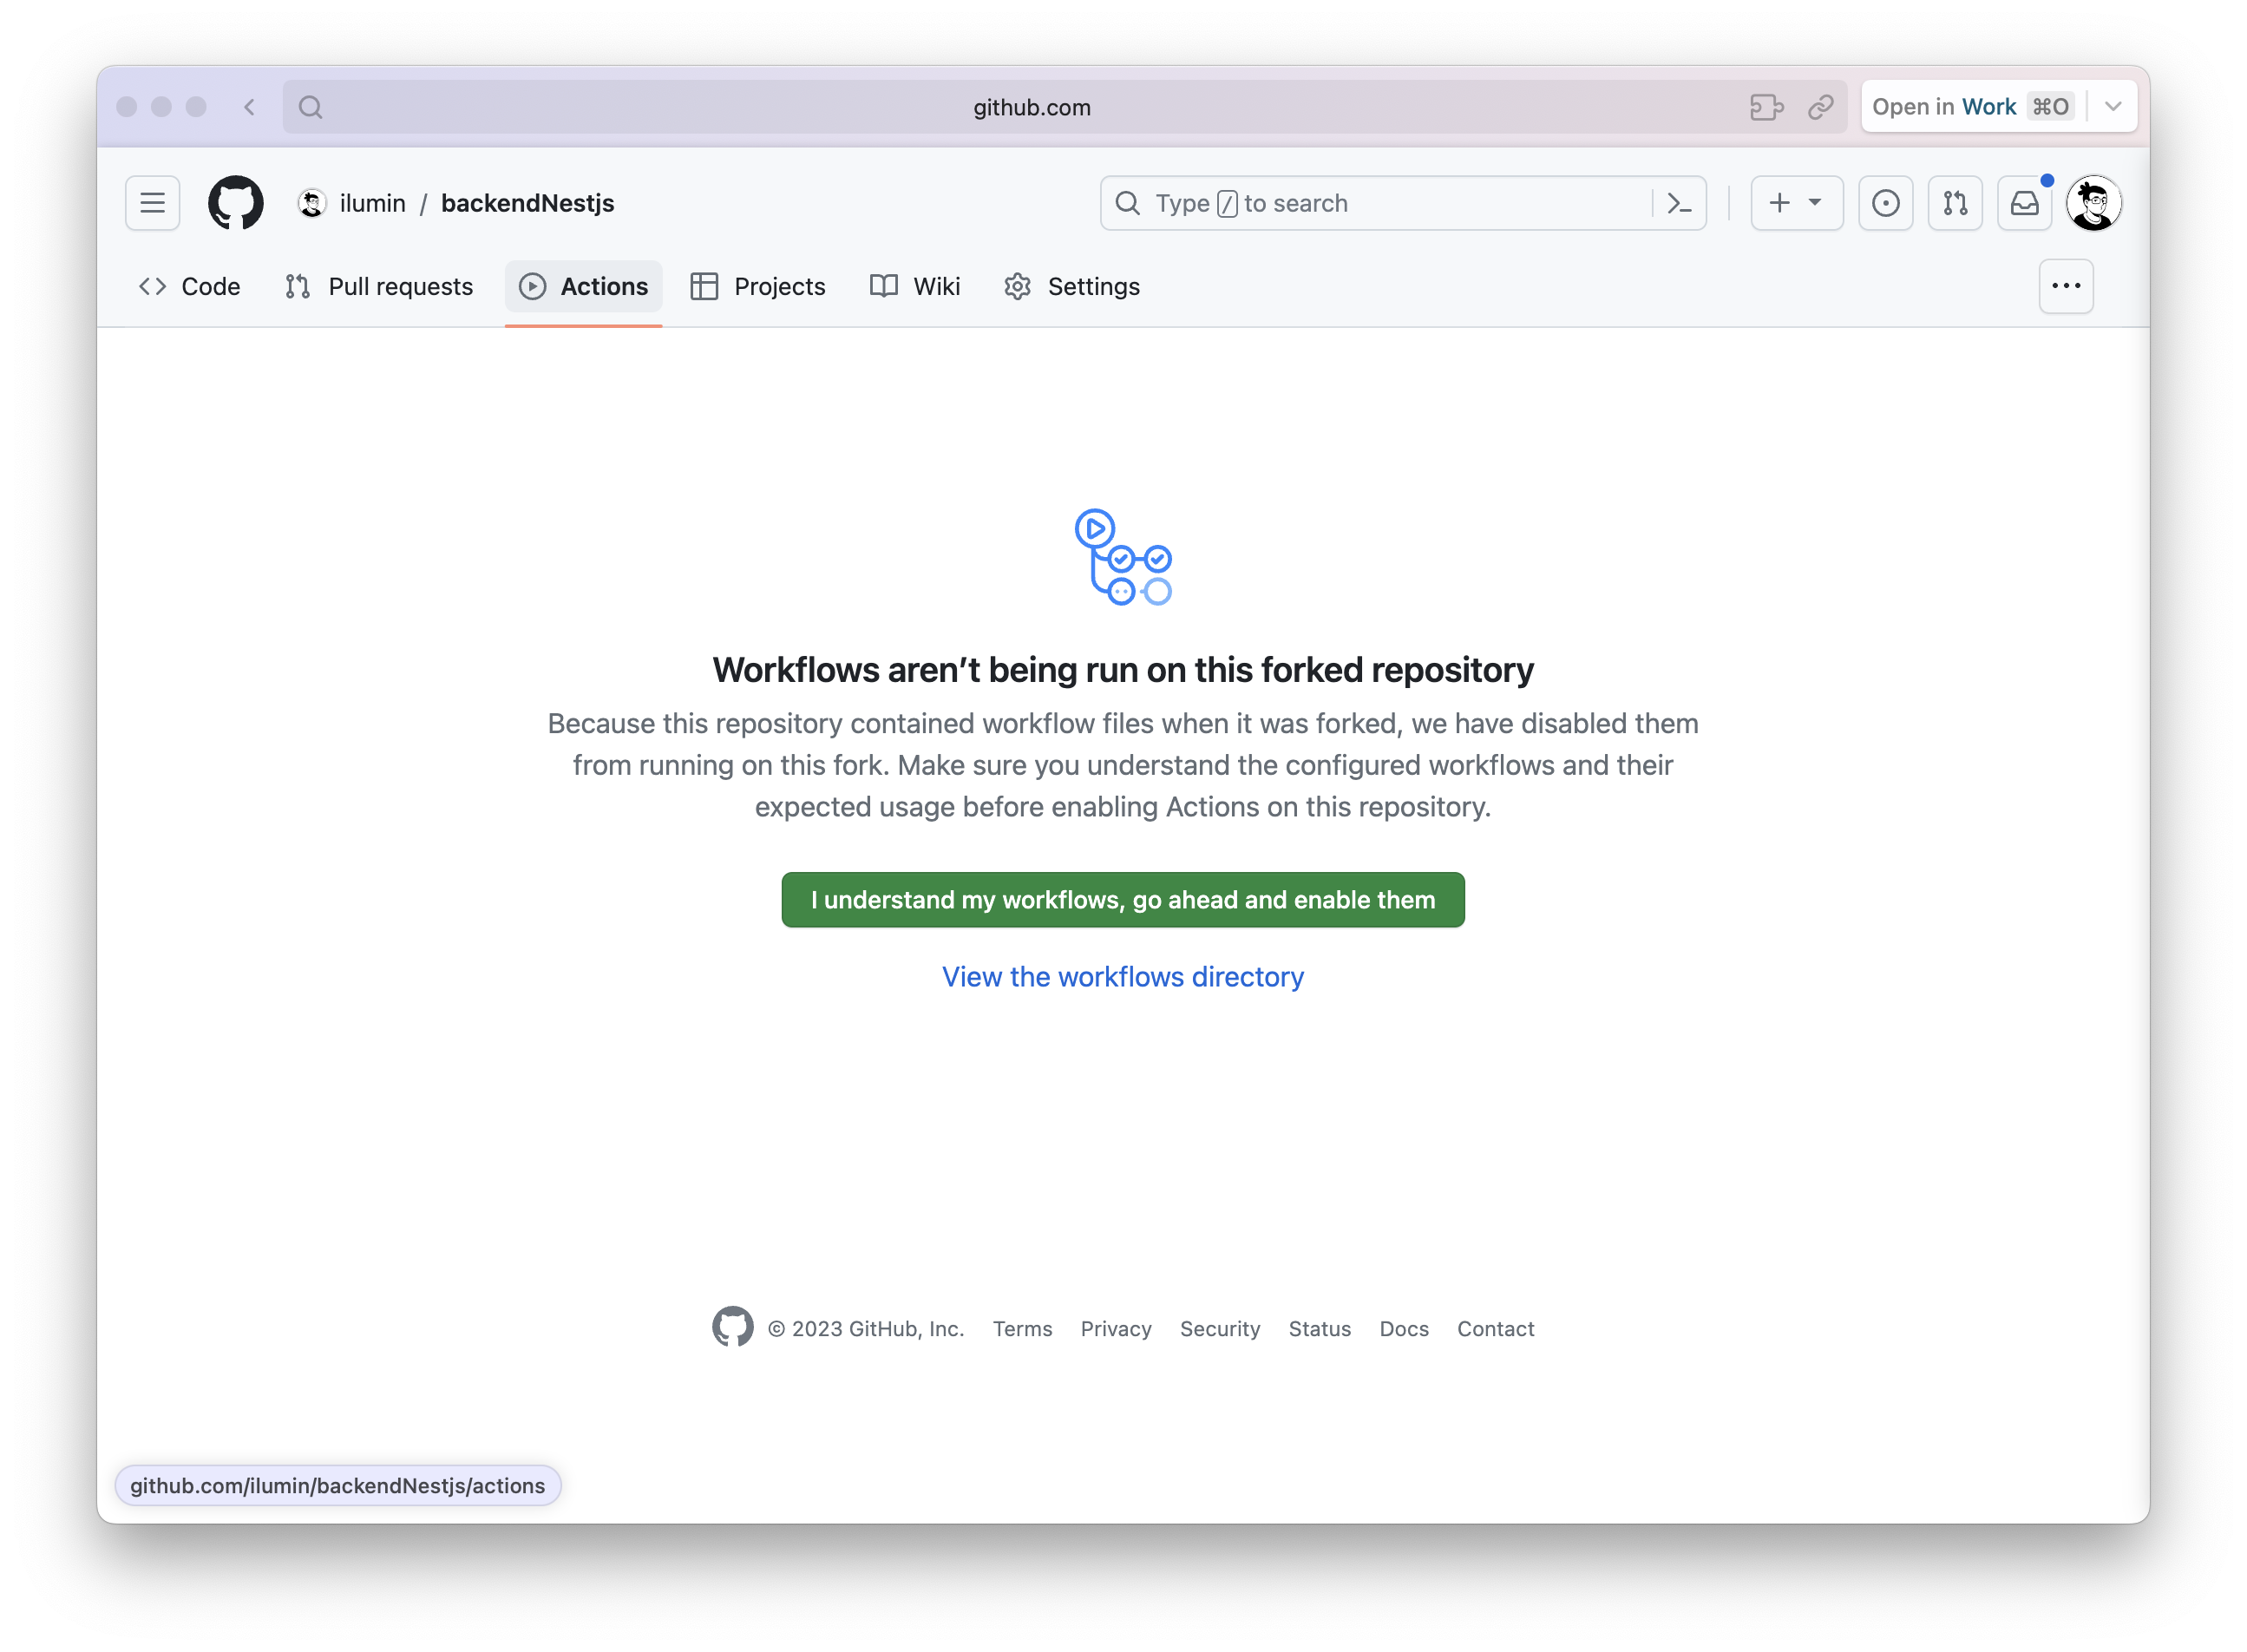 github.com
Open in Work ⌘O
ilumin / backendNestjs
Type / to search
Code
Pull requests
Actions
Projects
Wiki
Settings
Workflows aren’t being run on this forked repository
Because this repository contained workflow files when it was forked, we have disabled them
from running on this fork. Make sure you understand the configured workflows and their
expected usage before enabling Actions on this repository.
I understand my workflows, go ahead and enable them
View the workflows directory
© 2023 GitHub, Inc. Terms Privacy Security Status Docs Contact
github.com/ilumin/backendNestjs/actions